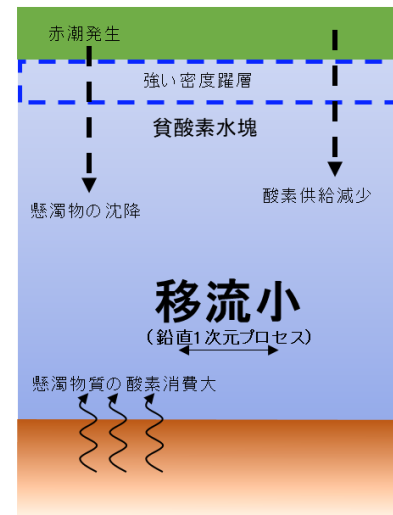 赤潮発生
強い密度躍層
貧酸素水塊
酸素供給減少
懸濁物の沈降
移流小
(鉛直1次元プロセス)
懸濁物質の酸素消費大